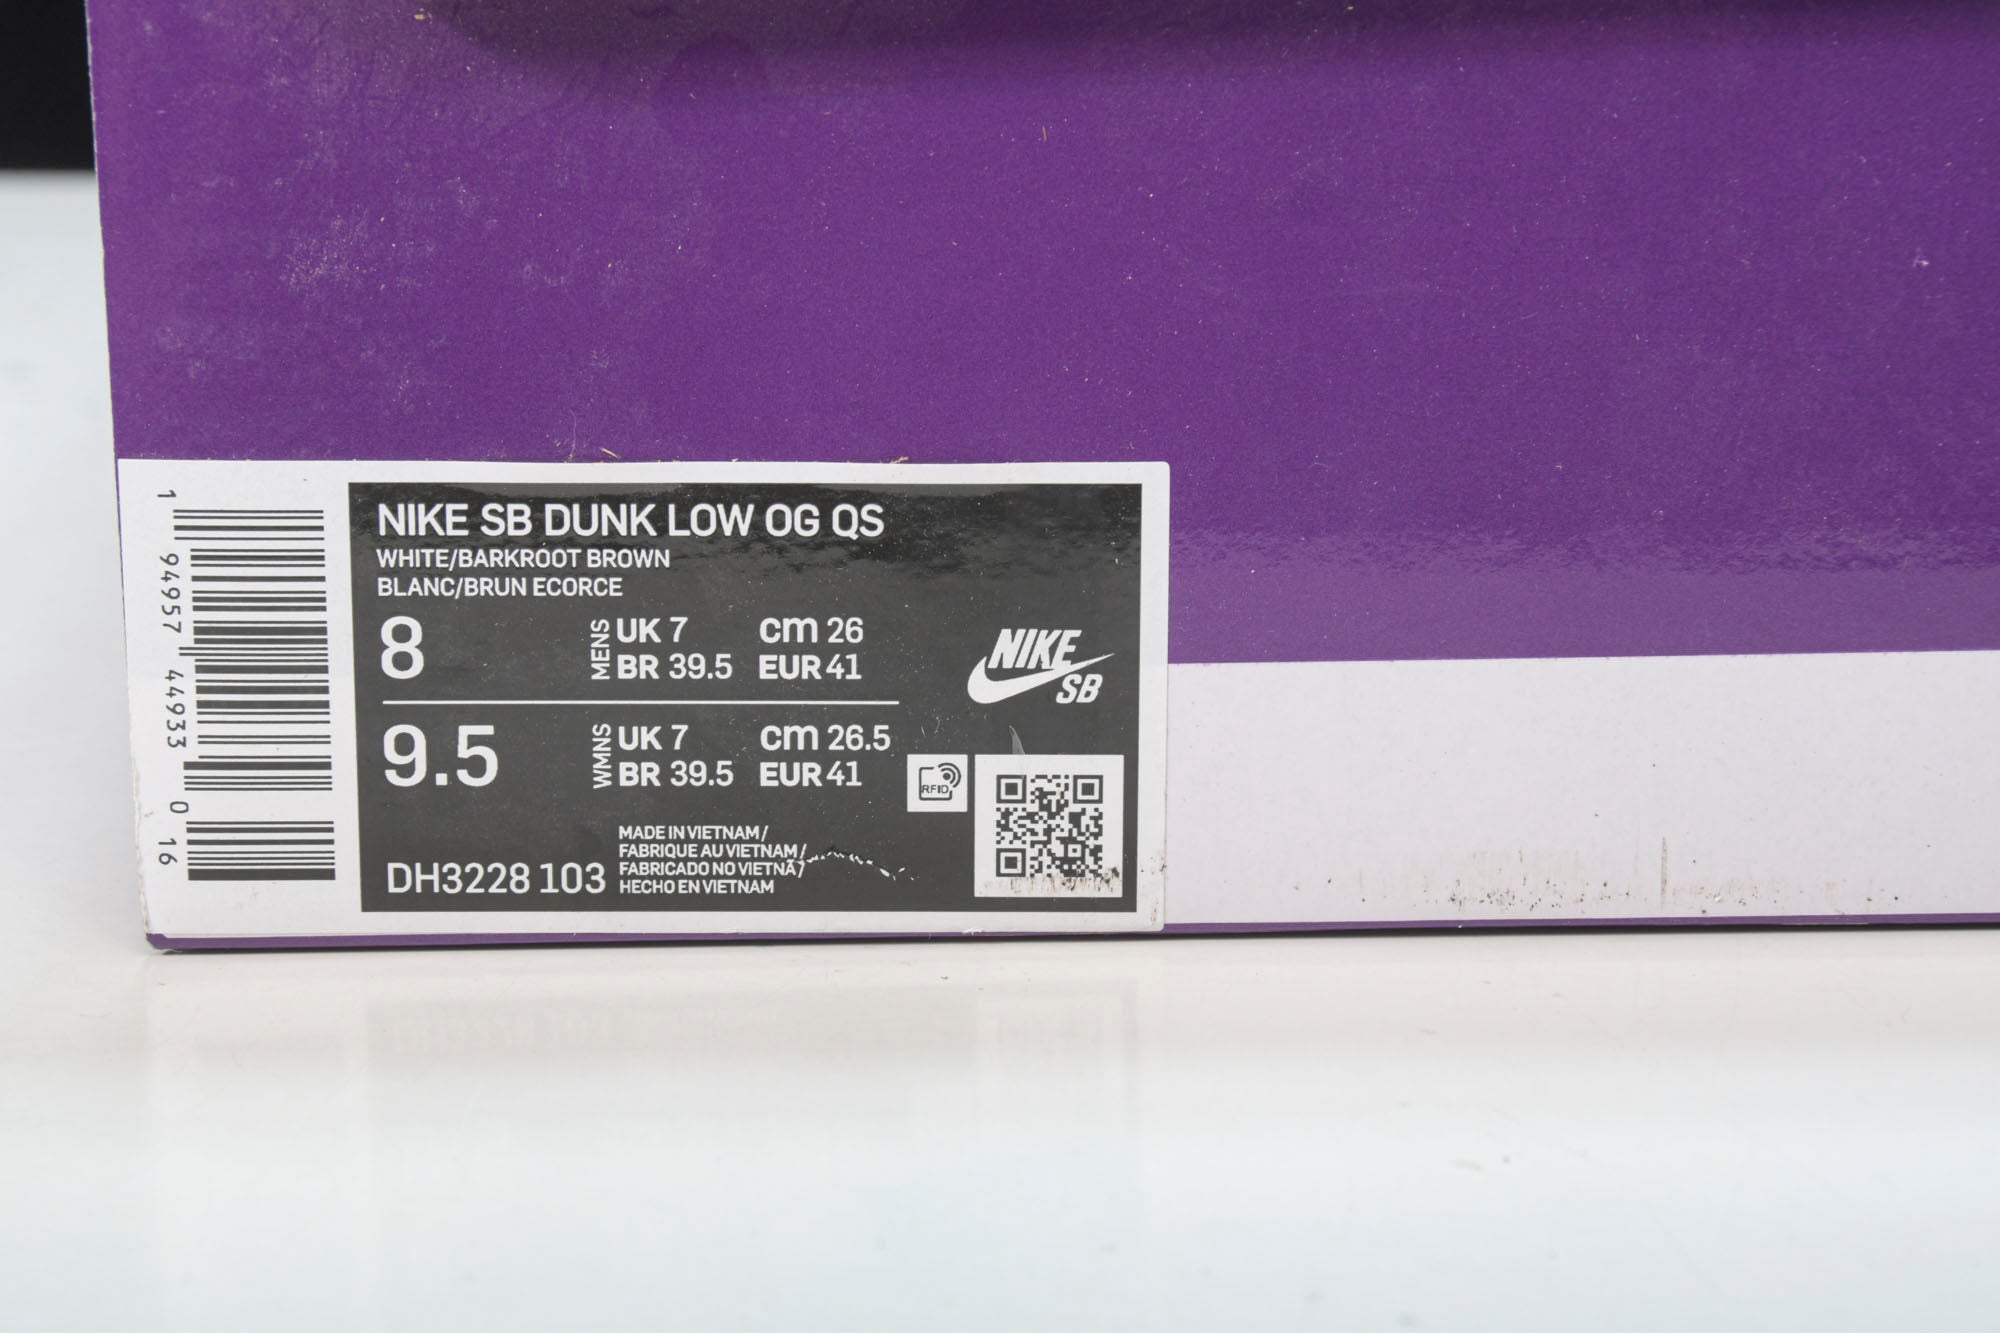 NIKE SB DUNK LOW OG QS
WHITE/BARKROOT BROWN
BLANC/BRUN ECORCE
8 MENS UK 7 cm 26
BR 39.5 EUR 41
9.5 WMNS UK 7 cm 26.5
BR 39.5 EUR 41
NIKE
SB
RFID
DH3228 103
MADE IN VIETNAM/
FABRIQUE AU VIETNAM/
FABRICADO NO VIETNÃ/
HECHO EN VIETNAM
1 94957 44933 0 16